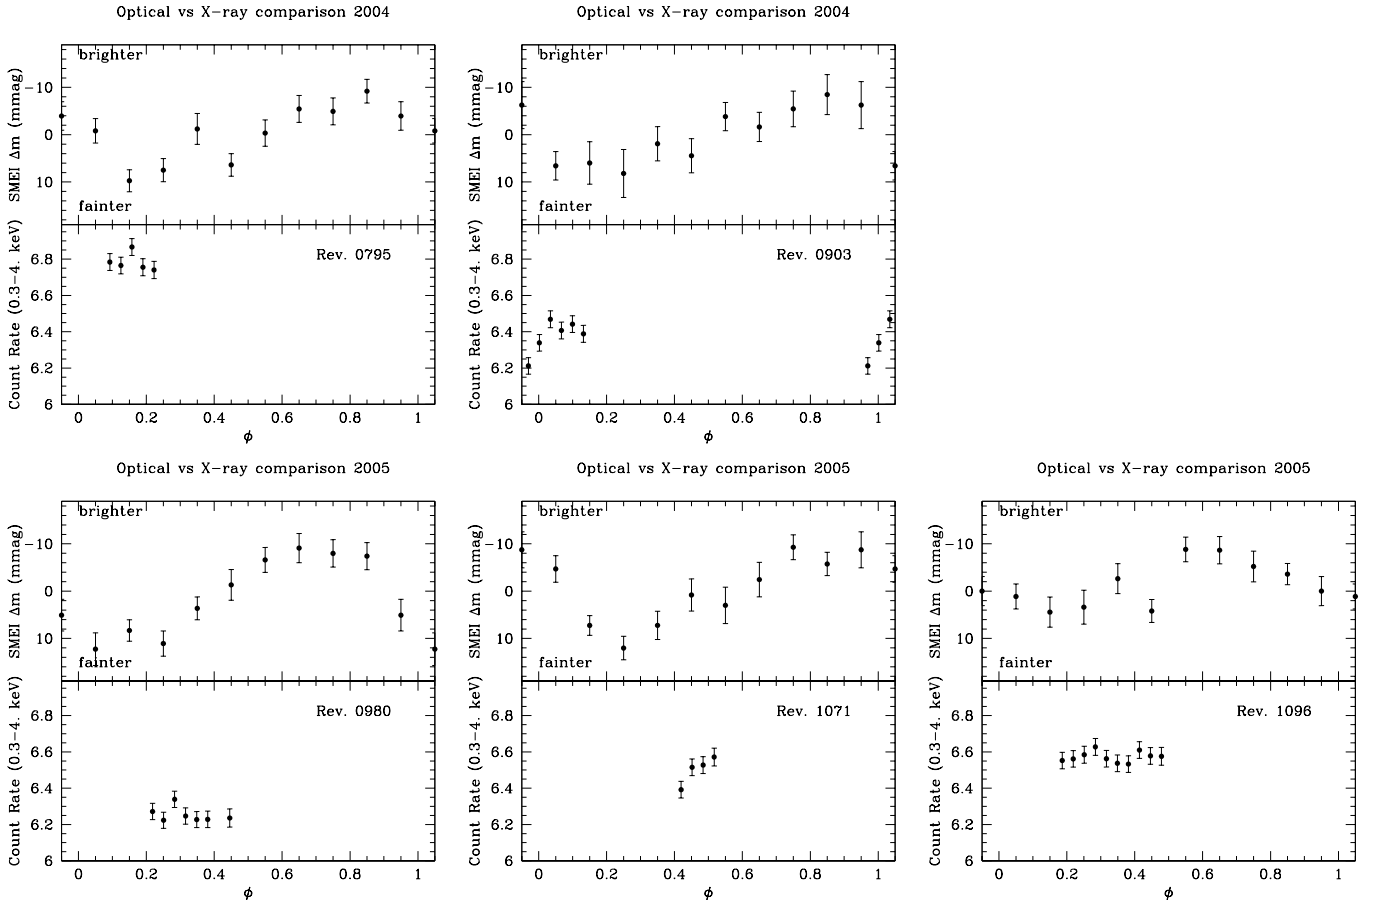 Optical vs X-ray comparison 2004
brighter
-10
0
10
SMEI Δm (mmag)
fainter
Rev. 0795
6.8
6.6
6.4
6.2
6
Count Rate (0.3-4. keV)
0 0.2 0.4 0.6 0.8 1
ϕ
Optical vs X-ray comparison 2004
brighter
-10
0
10
SMEI Δm (mmag)
fainter
Rev. 0903
6.8
6.6
6.4
6.2
6
Count Rate (0.3-4. keV)
0 0.2 0.4 0.6 0.8 1
ϕ
Optical vs X-ray comparison 2005
brighter
-10
0
10
SMEI Δm (mmag)
fainter
Rev. 0980
6.8
6.6
6.4
6.2
6
Count Rate (0.3-4. keV)
0 0.2 0.4 0.6 0.8 1
ϕ
Optical vs X-ray comparison 2005
brighter
-10
0
10
SMEI Δm (mmag)
fainter
Rev. 1071
6.8
6.6
6.4
6.2
6
Count Rate (0.3-4. keV)
0 0.2 0.4 0.6 0.8 1
ϕ
Optical vs X-ray comparison 2005
brighter
-10
0
10
SMEI Δm (mmag)
fainter
Rev. 1096
6.8
6.6
6.4
6.2
6
Count Rate (0.3-4. keV)
0 0.2 0.4 0.6 0.8 1
ϕ